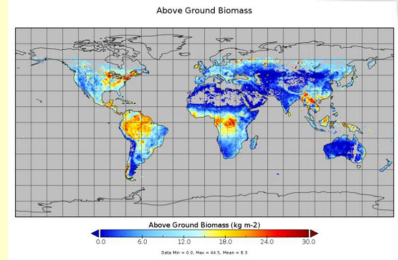 Above Ground Biomass
Above Ground Biomass (kg m-2)
0.0 6.0 12.0 18.0 24.0 30.0
Data Min = 0.0, Max = 44.5, Mean = 8.5